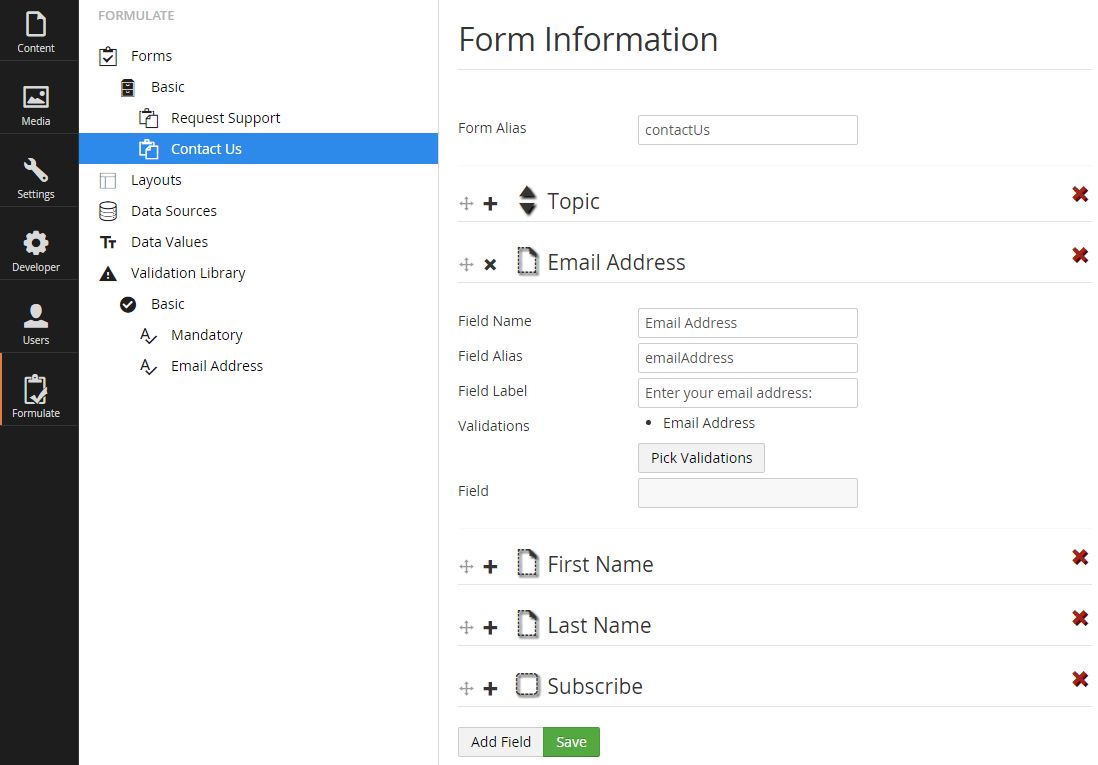 Content
Media
Settings
Developer
Users
Formulate
FORMULATE
Forms
Basic
Request Support
Contact Us
Layouts
Data Sources
Data Values
Validation Library
Basic
Mandatory
Email Address
Form Information
Form Alias contactUs
Topic
Email Address
Field Name Email Address
Field Alias emailAddress
Field Label Enter your email address:
Validations • Email Address
Pick Validations
Field
First Name
Last Name
Subscribe
Add Field Save